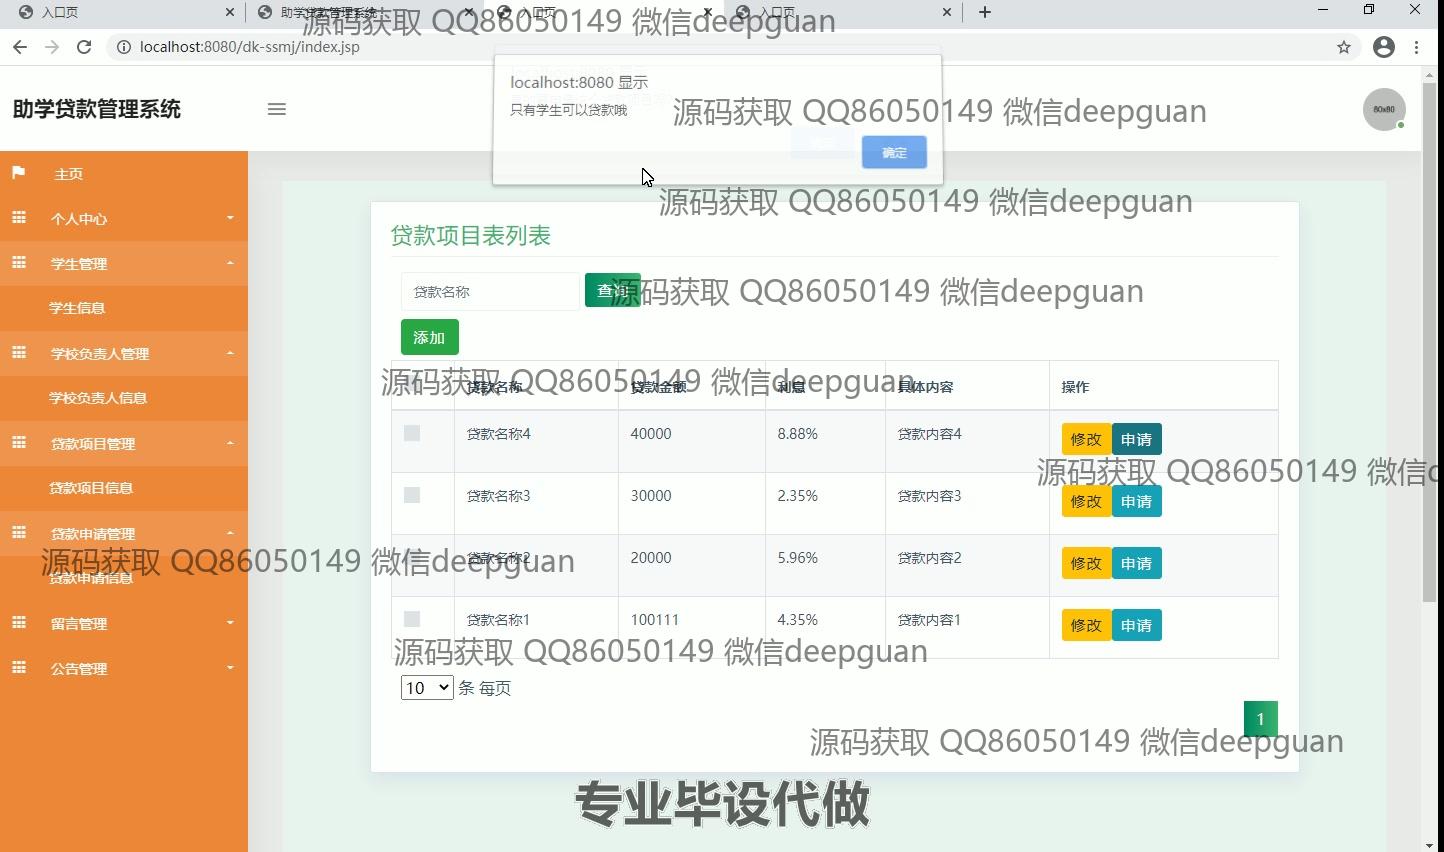 入口页
助学贷款管理系统
入口页
入口页
localhost:8080/dk-ssmj/index.jsp
源码获取 QQ86050149 微信deepguan
localhost:8080 显示
只有学生可以贷款哦
确定
源码获取 QQ86050149 微信deepguan
助学贷款管理系统
80x80
主页
个人中心
学生管理
学生信息
学校负责人管理
学校负责人信息
贷款项目管理
贷款项目信息
贷款申请管理
贷款申请信息
留言管理
公告管理
源码获取 QQ86050149 微信deepguan
贷款项目表列表
贷款名称
查询
源码获取 QQ86050149 微信deepguan
添加
贷款名称 贷款金额 利息 具体内容 操作
源码获取 QQ86050149 微信deepguan
贷款名称4 40000 8.88% 贷款内容4 修改 申请
源码获取 QQ86050149 微信d
贷款名称3 30000 2.35% 贷款内容3 修改 申请
贷款名称2 20000 5.96% 贷款内容2 修改 申请
源码获取 QQ86050149 微信deepguan
贷款名称1 100111 4.35% 贷款内容1 修改 申请
源码获取 QQ86050149 微信deepguan
10 条 每页
1
源码获取 QQ86050149 微信deepguan
专业毕设代做